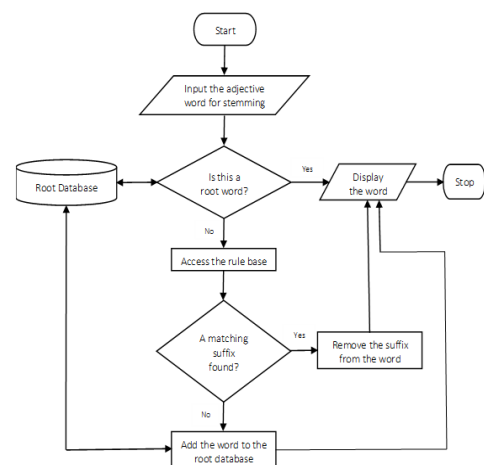 Start
Input the adjective
word for stemming
Is this a
root word?
Yes
Display
the word
Stop
Root Database
No
Access the rule base
A matching
suffix
found?
Yes
Remove the suffix
from the word
No
Add the word to the
root database